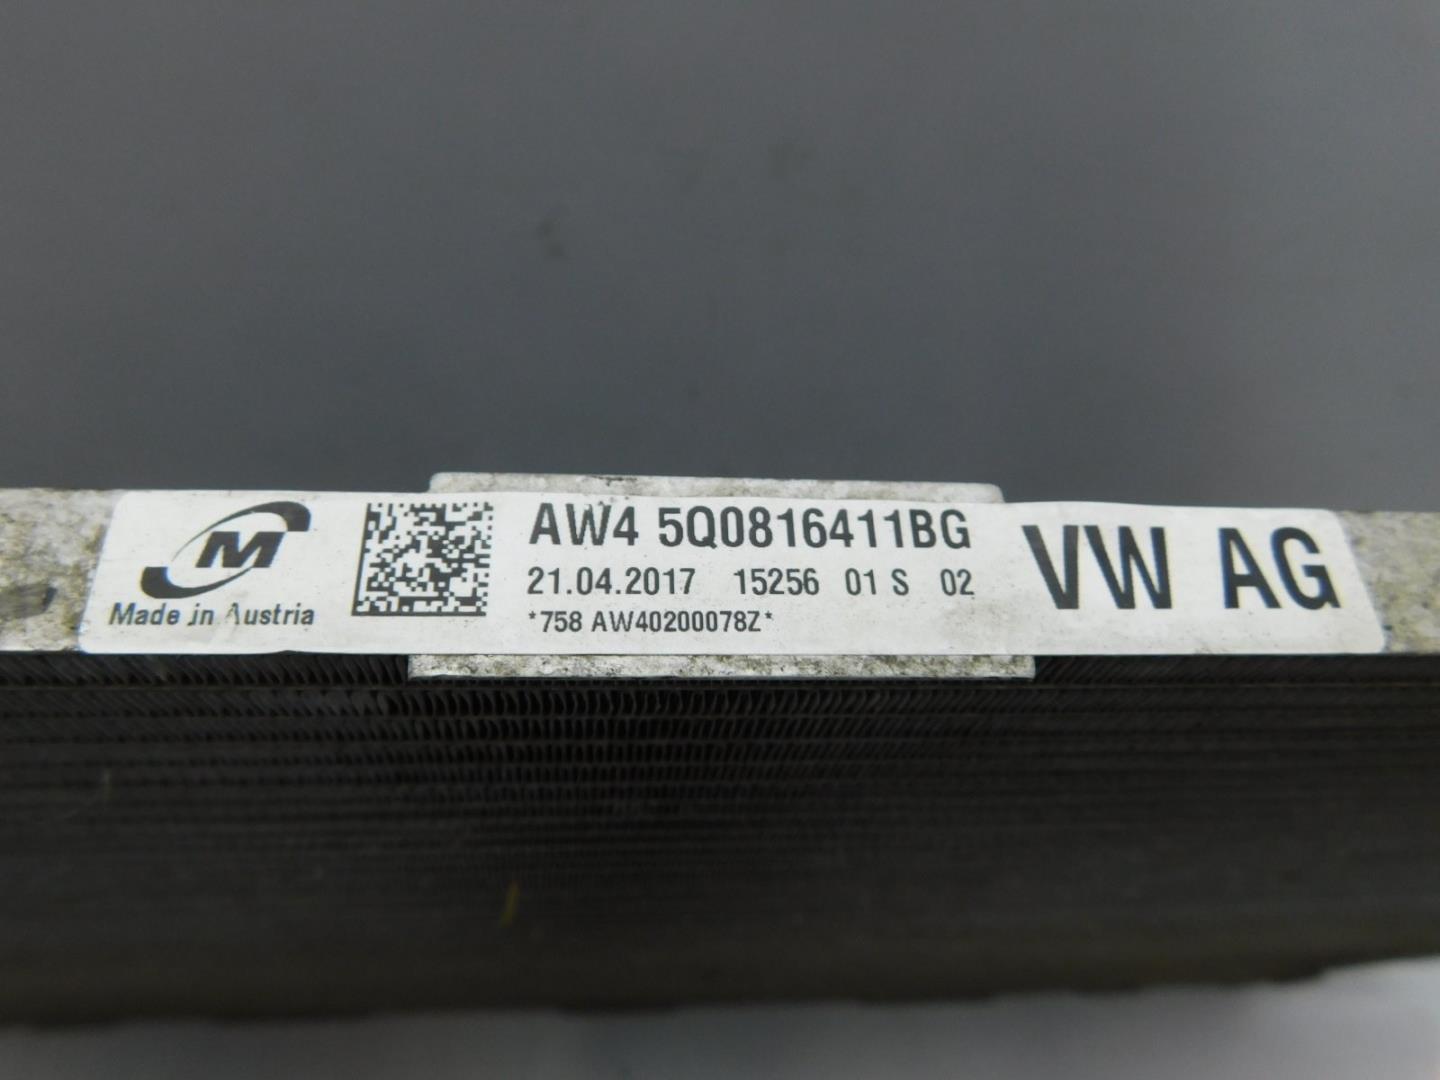 M
Made in Austria
AW4 5Q0816411BG
21.04.2017 15256 01 S 02
*758 AW40200078Z*
VW AG